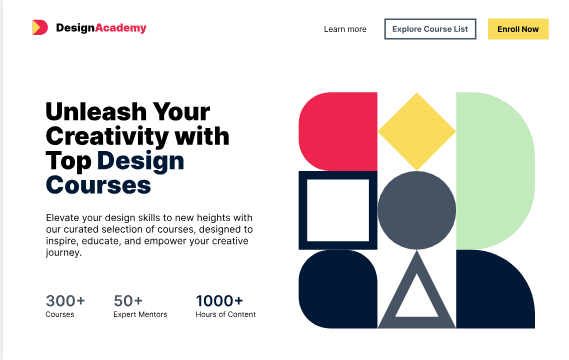 DesignAcademy
Learn more
Explore Course List
Enroll Now
Unleash Your
Creativity with
Top Design
Courses
Elevate your design skills to new heights with
our curated selection of courses, designed to
inspire, educate, and empower your creative
journey.
300+
Courses
50+
Expert Mentors
1000+
Hours of Content